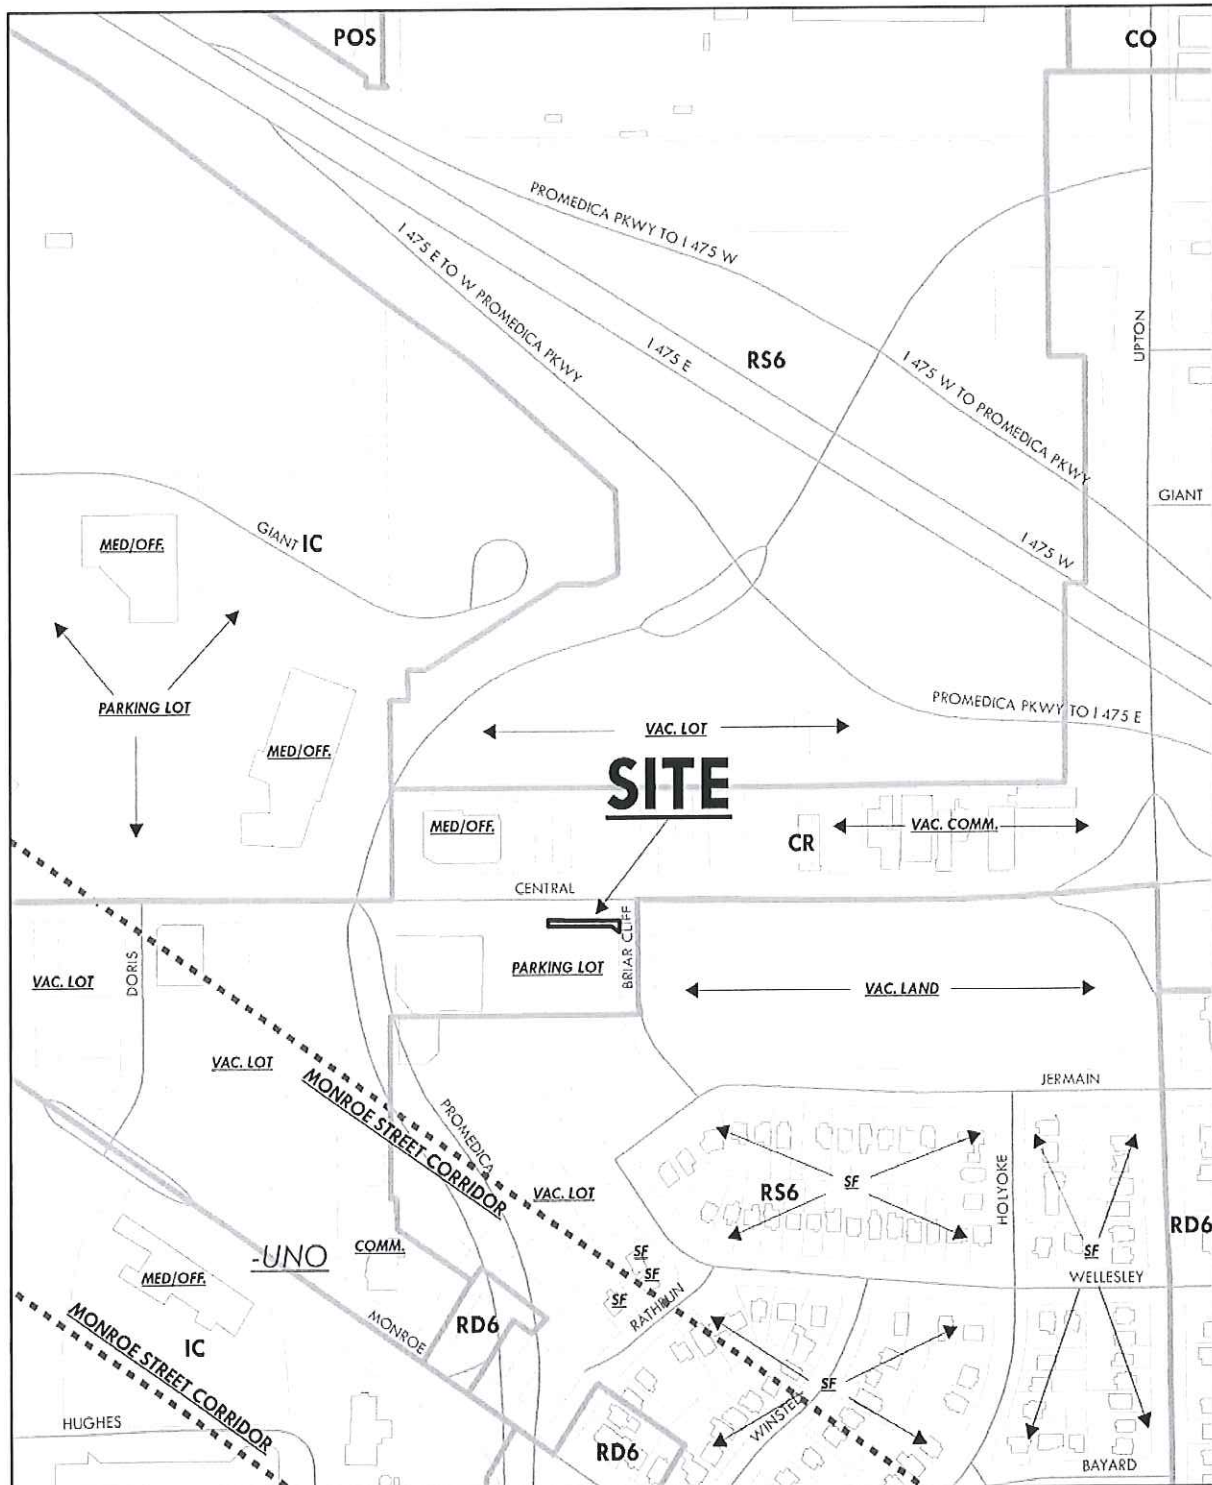 POS
CO
PROMEDICA PKWY TO I 475 W
I 475 E TO W PROMEDICA PKWY
I 475 E
RS6
UPTON
I 475 W TO PROMEDICA PKWY
GIANT
GIANT
IC
MED/OFF.
I 475 W
PARKING LOT
MED/OFF.
PROMEDICA PKWY TO I 475 E
VAC. LOT
SITE
MED/OFF.
CR
VAC. COMM.
CENTRAL
BRIAR CLIFF
PARKING LOT
VAC. LOT
DORIS
VAC. LAND
VAC. LOT
JERMAIN
MONROE STREET CORRIDOR
PROMEDICA
VAC. LOT
RS6
SF
HOLYOKE
RD6
-UNO
COMM.
SF
SF
SF
SF
WELLESLEY
MED/OFF.
RATHBUN
MONROE
RD6
MONROE STREET CORRIDOR
IC
SF
WINSTED
HUGHES
RD6
BAYARD